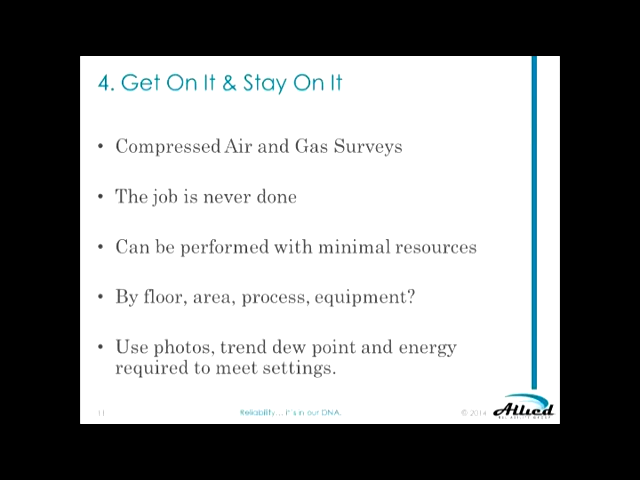 4. Get On It & Stay On It
• Compressed Air and Gas Surveys
• The job is never done
• Can be performed with minimal resources
• By floor, area, process, equipment?
• Use photos, trend dew point and energy
required to meet settings.
11 Reliability... it's in our DNA. © 2014
Allied